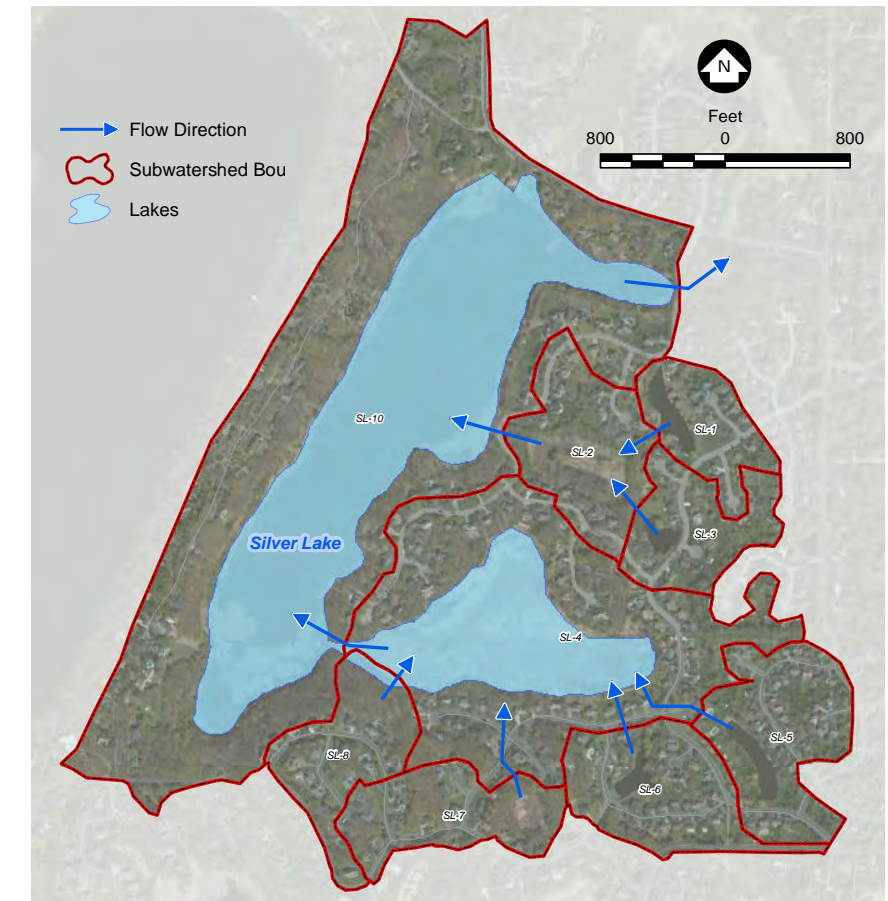 N
Feet
800 0 800
Flow Direction
Subwatershed Bou
Lakes
SL-10
SL-1
SL-2
SL-3
Silver Lake
SL-4
SL-5
SL-8
SL-6
SL-7